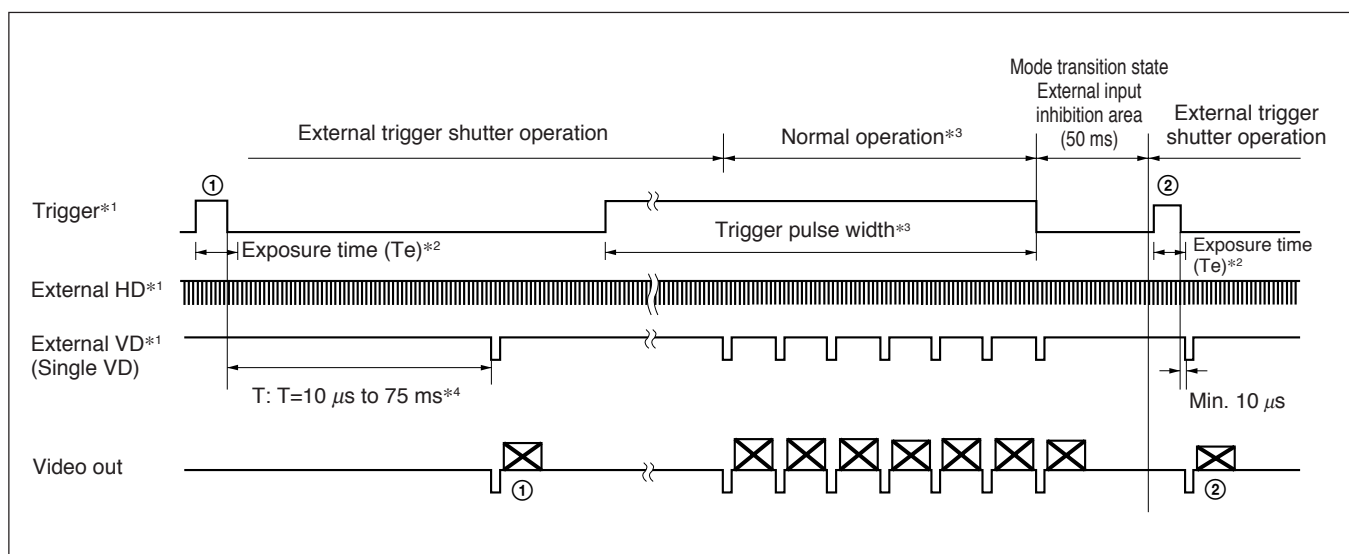 Mode transition state
External input
inhibition area
(50 ms)
External trigger shutter operation
Normal operation*3
External trigger
shutter operation
①
②
Trigger*1
Trigger pulse width*3
Exposure time (Te)*2
Exposure time
(Te)*2
External HD*1
External VD*1
(Single VD)
T: T=10 μs to 75 ms*4
Min. 10 μs
Video out
①
②